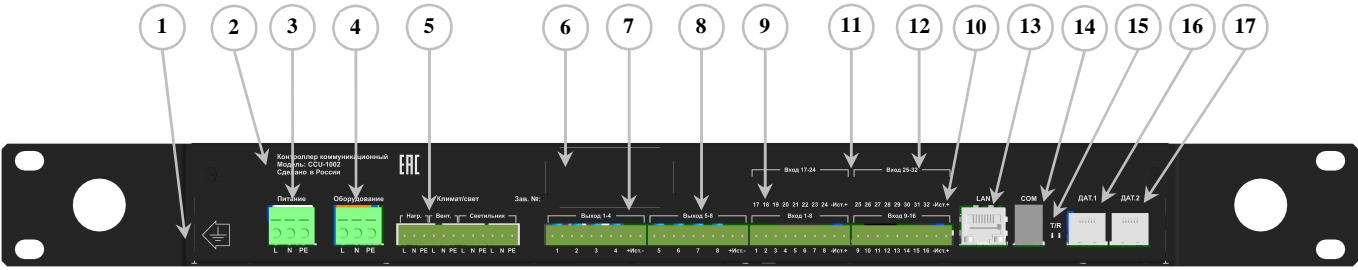 1 2 3 4 5 6 7 8 9 11 12 10 13 14 15 16 17
Контроллер коммуникационный
Модель: CCU-1002
Сделано в России
EAC
Вход 17-24 Вход 25-32
Питание Оборудование Климат/свет Зав. №: 17 18 19 20 21 22 23 24 -Ист.+ 25 26 27 28 29 30 31 32 -Ист.+ LAN COM ДАТ.1 ДАТ.2
Нагр. Вент. Светильник Выход 1-4 Выход 5-8 Вход 1-8 Вход 9-16
T/R
L N PE L N PE L N PE L N PE L N PE L N PE 1 2 3 4 +Ист.- 5 6 7 8 +Ист.- 1 2 3 4 5 6 7 8 -Ист.+ 9 10 11 12 13 14 15 16 -Ист.+